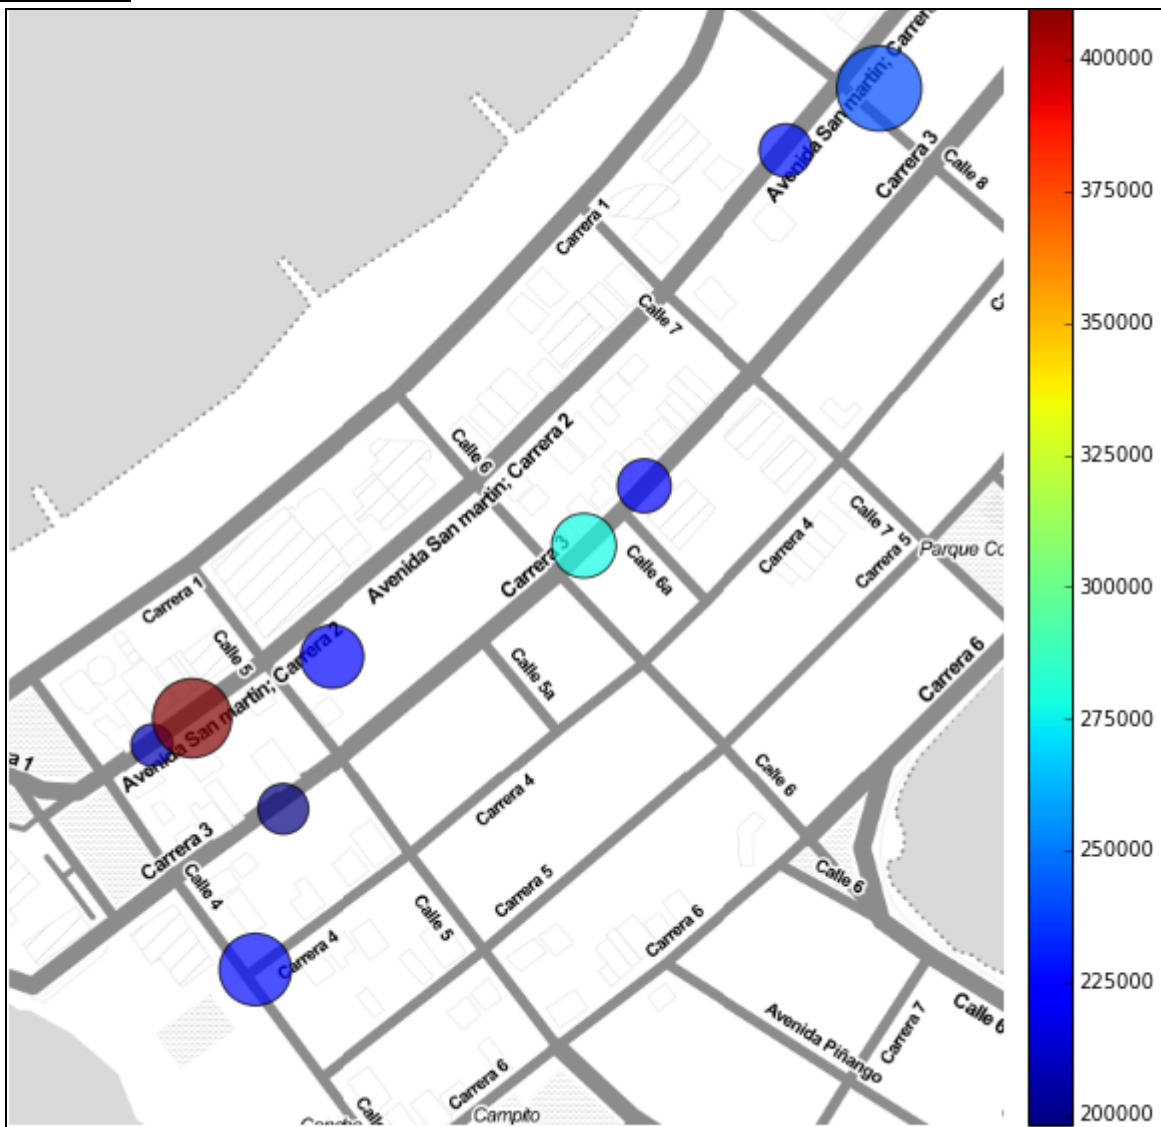 Avenida San martin; Carrera
Carrera 3
Calle 8
Carrera 1
Calle 7
Avenida San martin; Carrera 2
Calle 6
Carrera 3
Calle 6a
Carrera 4
Calle 7
Carrera 5
Parque Co
Carrera 1
Calle 5
Avenida San martin; Carrera 2
a 1
Calle 5a
Carrera 6
Carrera 3
Calle 4
Carrera 4
Calle 6
Carrera 4
Calle 5
Carrera 5
Carrera 6
Calle 6
Calle 6
Avenida Piñango
Carrera 7
Carrera 6
Campito
400000
375000
350000
325000
300000
275000
250000
225000
200000